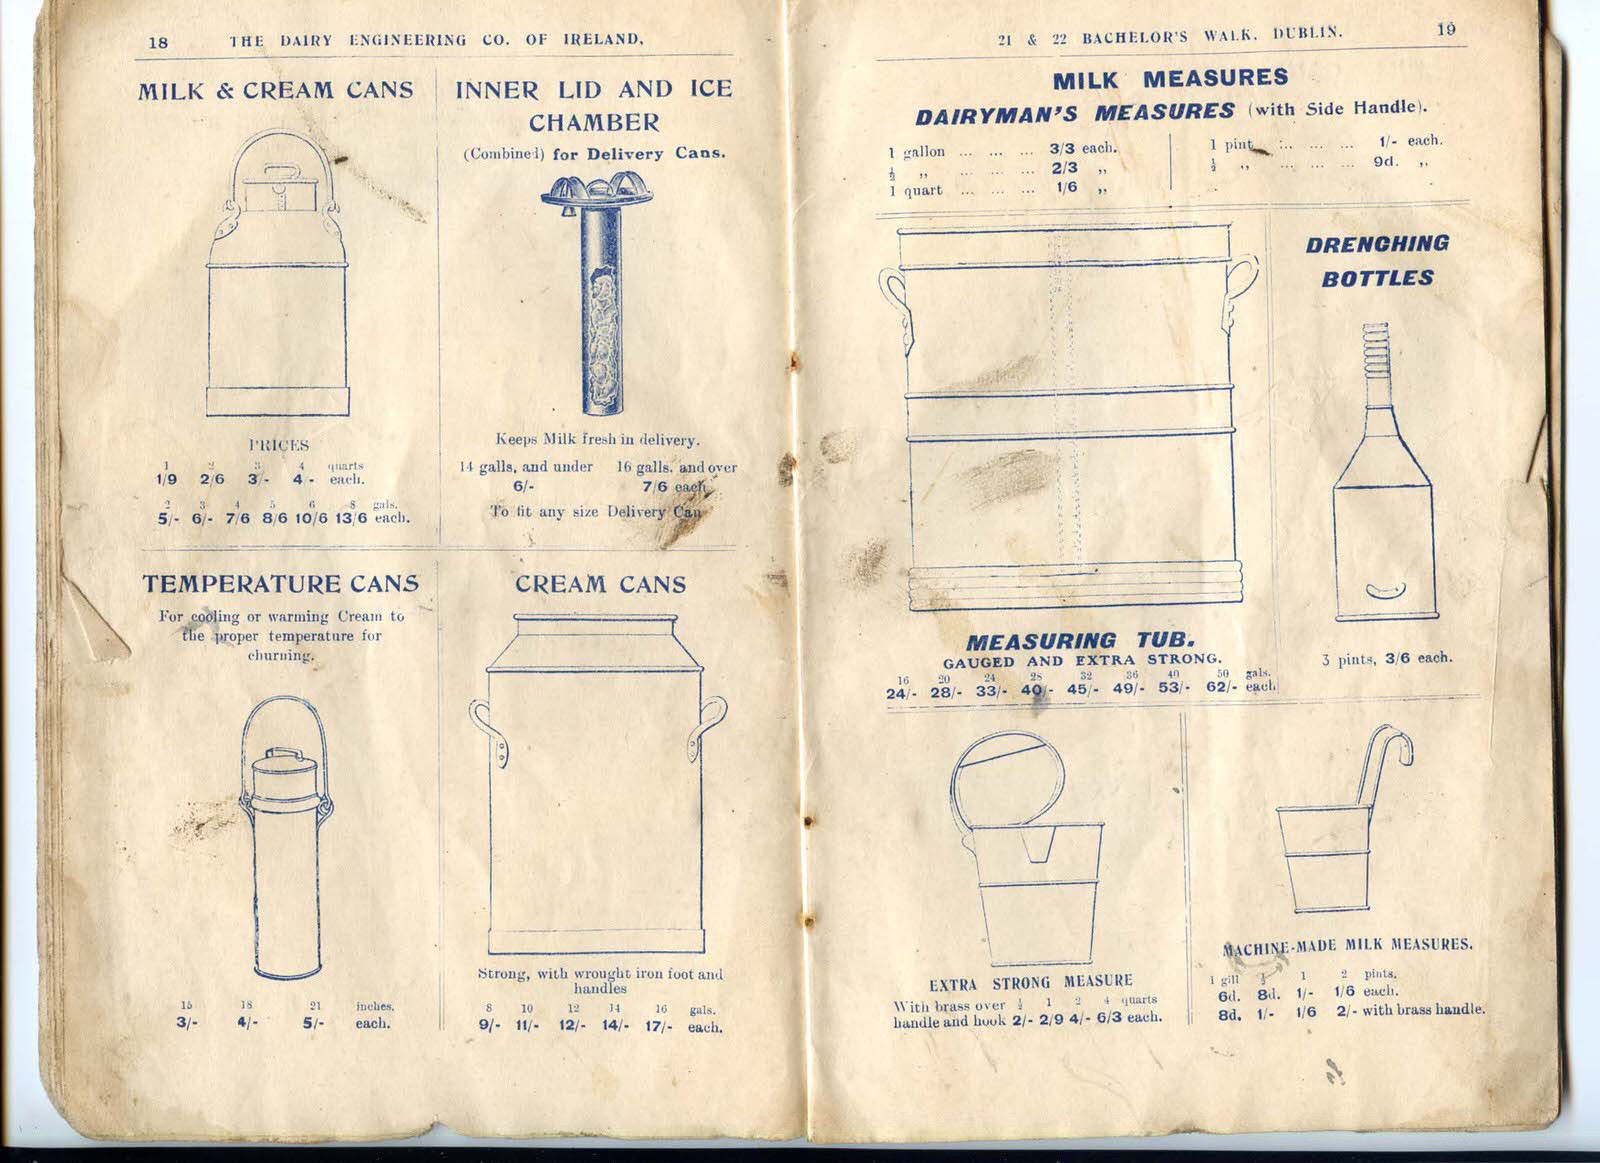 18 THE DAIRY ENGINEERING CO. OF IRELAND,
MILK & CREAM CANS
PRICES
1 2 3 4 quarts
1/9 2/6 3/- 4 - each.
2 3 4 5 6 8 gals.
5/- 6/- 7/6 8/6 10/6 13/6 each.
INNER LID AND ICE
CHAMBER
(Combined) for Delivery Cans.
Keeps Milk fresh in delivery.
14 galls, and under 16 galls. and over
6/- 7/6 each
To fit any size Delivery Can
TEMPERATURE CANS
For cooling or warming Cream to
the proper temperature for
churning.
15 18 21 inches.
3/- 4/- 5/- each.
CREAM CANS
Strong, with wrought iron foot and
handles
8 10 12 14 16 gals.
9/- 11/- 12/- 14/- 17/- each.
21 & 22 BACHELOR'S WALK, DUBLIN. 19
MILK MEASURES
DAIRYMAN'S MEASURES (with Side Handle).
1 gallon ... ... ... 3/3 each.
½ ,, ... ... ... 2/3 ,,
1 quart ... ... ... 1/6 ,,
1 pint ... ... ... 1/- each.
½ ,, ... ... ... 9d. ,,
MEASURING TUB.
GAUGED AND EXTRA STRONG.
16 20 24 28 32 36 40 50 gals.
24/- 28/- 33/- 40/- 45/- 49/- 53/- 62/- each
DRENCHING
BOTTLES
3 pints, 3/6 each.
EXTRA STRONG MEASURE
With brass over ½ 1 2 4 quarts
handle and hook 2/- 2/9 4/- 6/3 each.
MACHINE-MADE MILK MEASURES.
1 gill ½ 1 2 pints.
6d. 8d. 1/- 1/6 each.
8d. 1/- 1/6 2/- with brass handle.